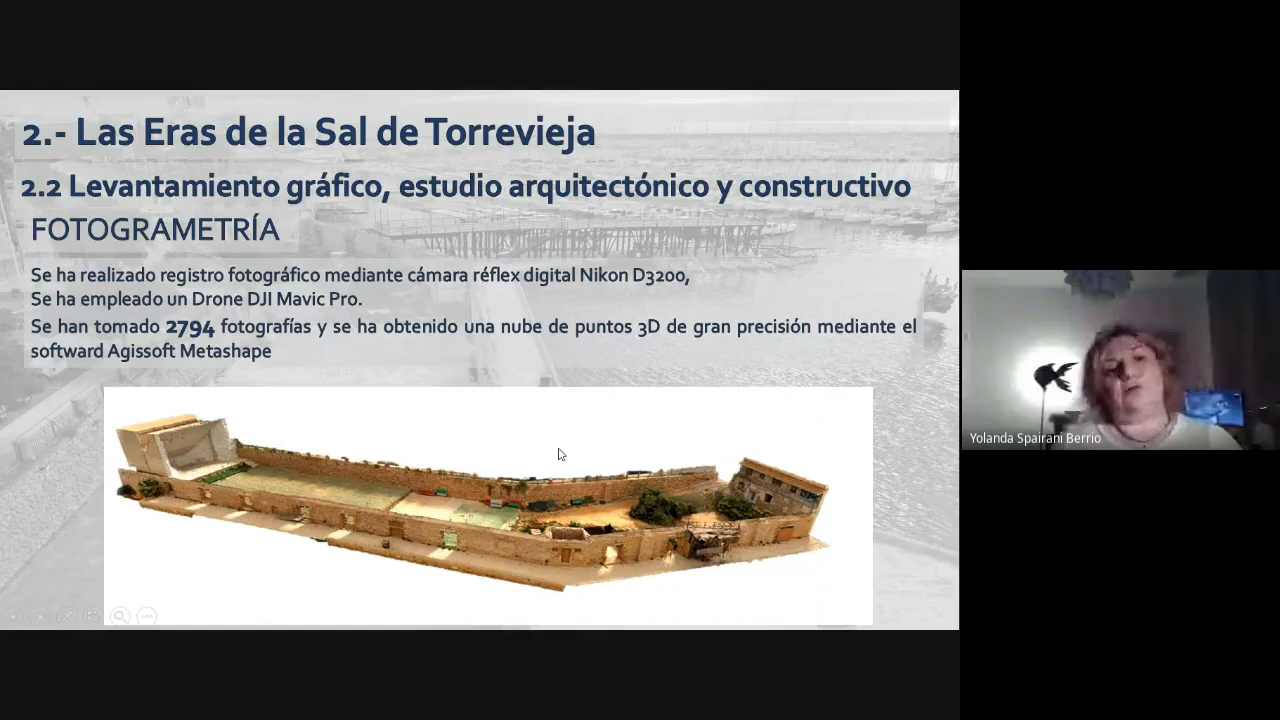 2.- Las Eras de la Sal de Torrevieja
2.2 Levantamiento gráfico, estudio arquitectónico y constructivo
FOTOGRAMETRÍA
Se ha realizado registro fotográfico mediante cámara réflex digital Nikon D3200,
Se ha empleado un Drone DJI Mavic Pro.
Se han tomado 2794 fotografías y se ha obtenido una nube de puntos 3D de gran precisión mediante el
softward Agissoft Metashape
Yolanda Spairani Berrio